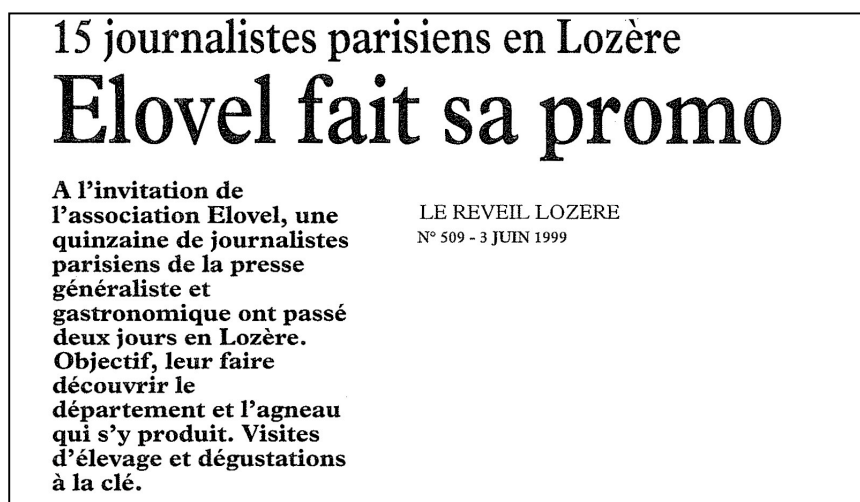 15 journalistes parisiens en Lozère
Elovel fait sa promo
A l'invitation de
l'association Elovel, une
quinzaine de journalistes
parisiens de la presse
généraliste et
gastronomique ont passé
deux jours en Lozère.
Objectif, leur faire
découvrir le
département et l'agneau
qui s'y produit. Visites
d'élevage et dégustations
à la clé.
LE REVEIL LOZERE
N° 509 - 3 JUIN 1999